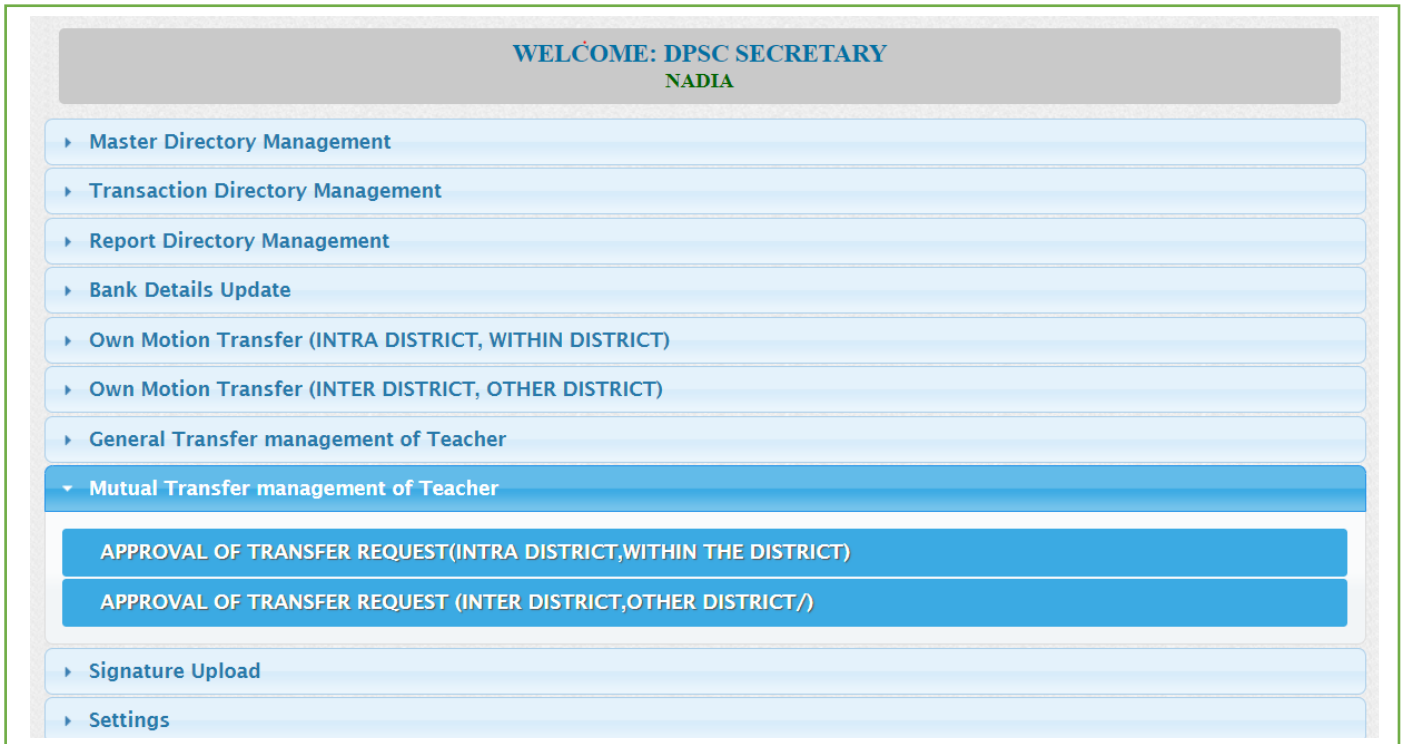 WELCOME: DPSC SECRETARY
NADIA
Master Directory Management
Transaction Directory Management
Report Directory Management
Bank Details Update
Own Motion Transfer (INTRA DISTRICT, WITHIN DISTRICT)
Own Motion Transfer (INTER DISTRICT, OTHER DISTRICT)
General Transfer management of Teacher
Mutual Transfer management of Teacher
APPROVAL OF TRANSFER REQUEST(INTRA DISTRICT,WITHIN THE DISTRICT)
APPROVAL OF TRANSFER REQUEST (INTER DISTRICT,OTHER DISTRICT/)
Signature Upload
Settings